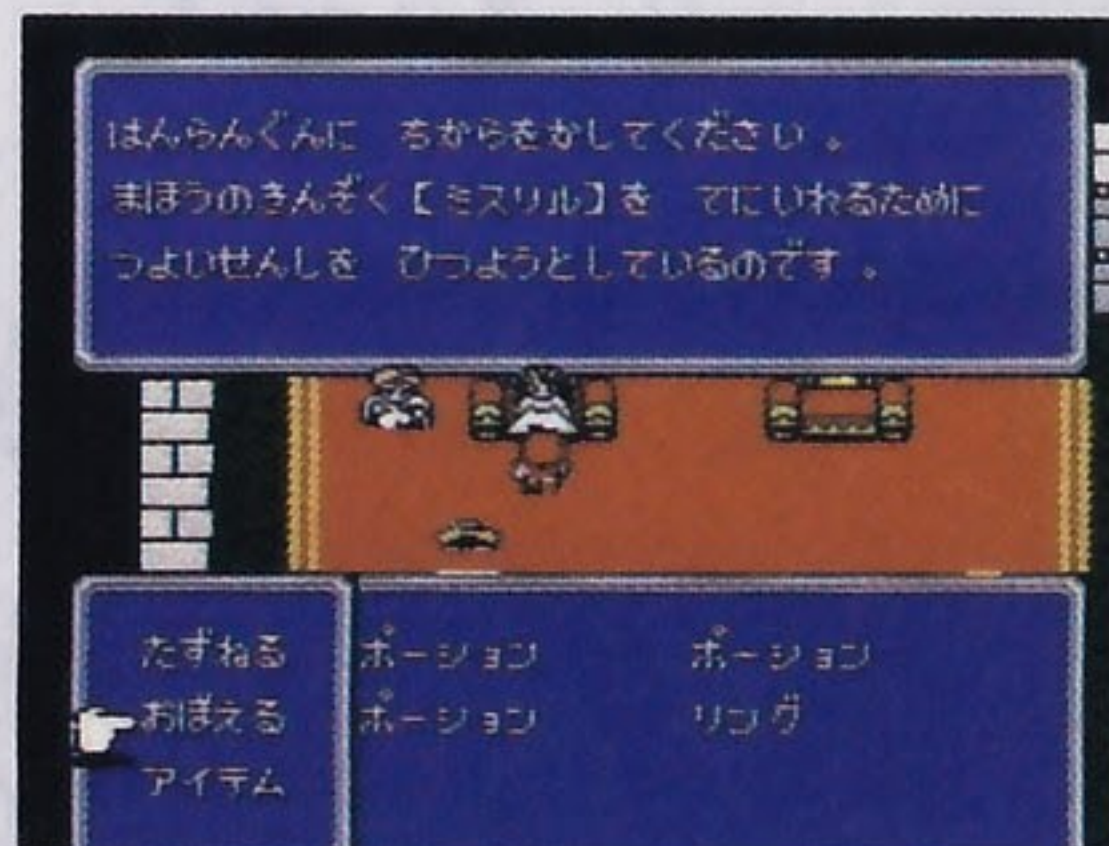 はんらんぐんに ちからをかしてください。
まほうのきんぞく【ミスリル】を てにいれるために
つよいせんしを ひつようとしているのです。
たずねる ポーション ポーション
おぼえる ポーション リング
アイテム